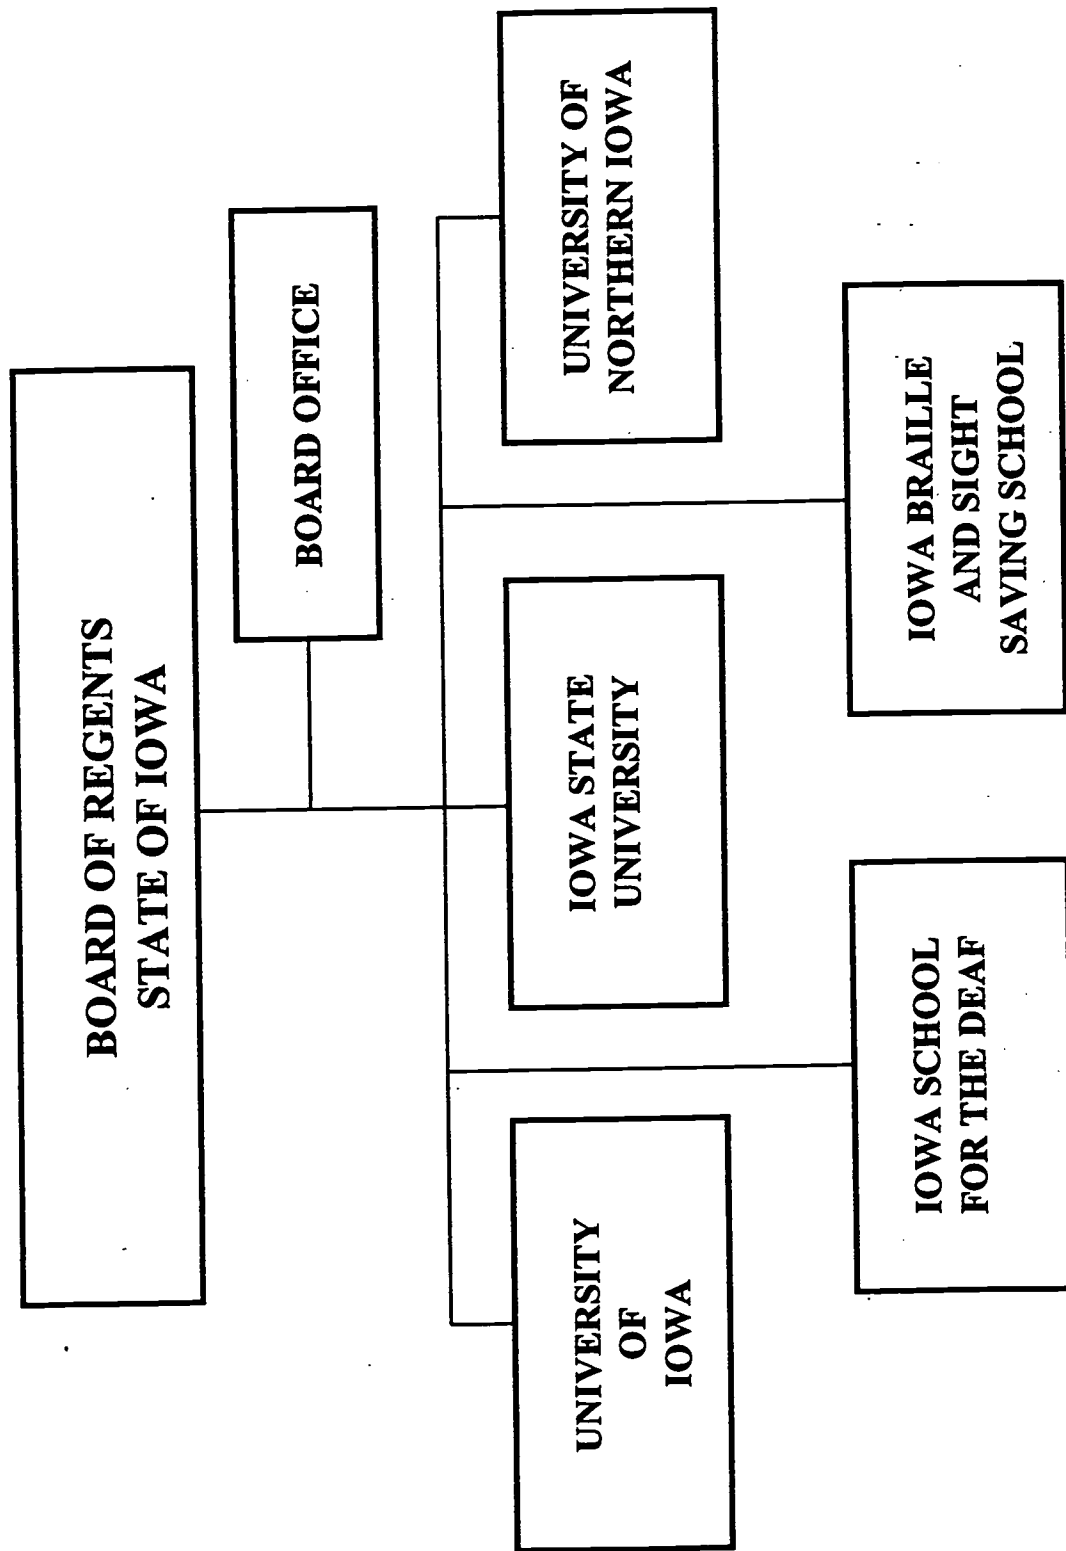 BOARD OF REGENTS
STATE OF IOWA
BOARD OFFICE
UNIVERSITY
OF
IOWA
IOWA STATE
UNIVERSITY
UNIVERSITY OF
NORTHERN IOWA
IOWA SCHOOL
FOR THE DEAF
IOWA BRAILLE
AND SIGHT
SAVING SCHOOL